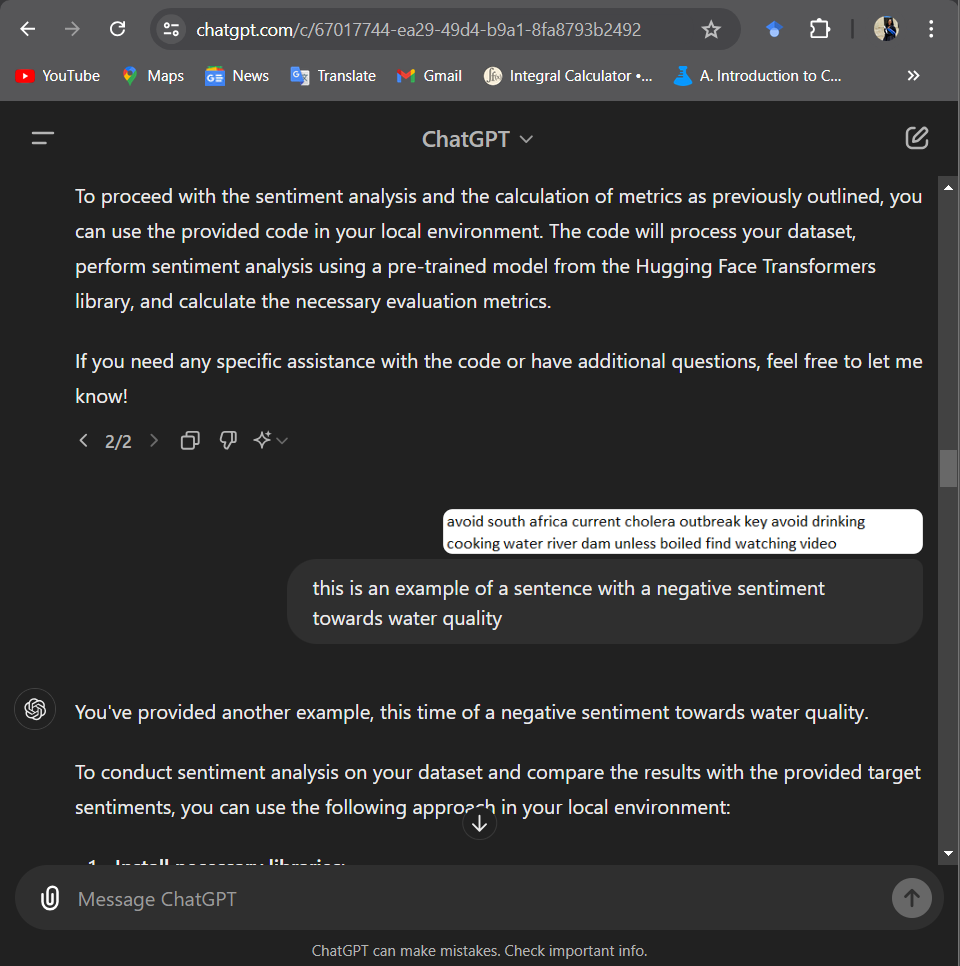 chatgpt.com/c/67017744-ea29-49d4-b9a1-8fa8793b2492
YouTube Maps News Translate Gmail Integral Calculator •... A. Introduction to C...
ChatGPT
To proceed with the sentiment analysis and the calculation of metrics as previously outlined, you
can use the provided code in your local environment. The code will process your dataset,
perform sentiment analysis using a pre-trained model from the Hugging Face Transformers
library, and calculate the necessary evaluation metrics.
If you need any specific assistance with the code or have additional questions, feel free to let me
know!
2/2
avoid south africa current cholera outbreak key avoid drinking
cooking water river dam unless boiled find watching video
this is an example of a sentence with a negative sentiment
towards water quality
You've provided another example, this time of a negative sentiment towards water quality.
To conduct sentiment analysis on your dataset and compare the results with the provided target
sentiments, you can use the following approach in your local environment:
1. Install necessary libraries:
Message ChatGPT
ChatGPT can make mistakes. Check important info.